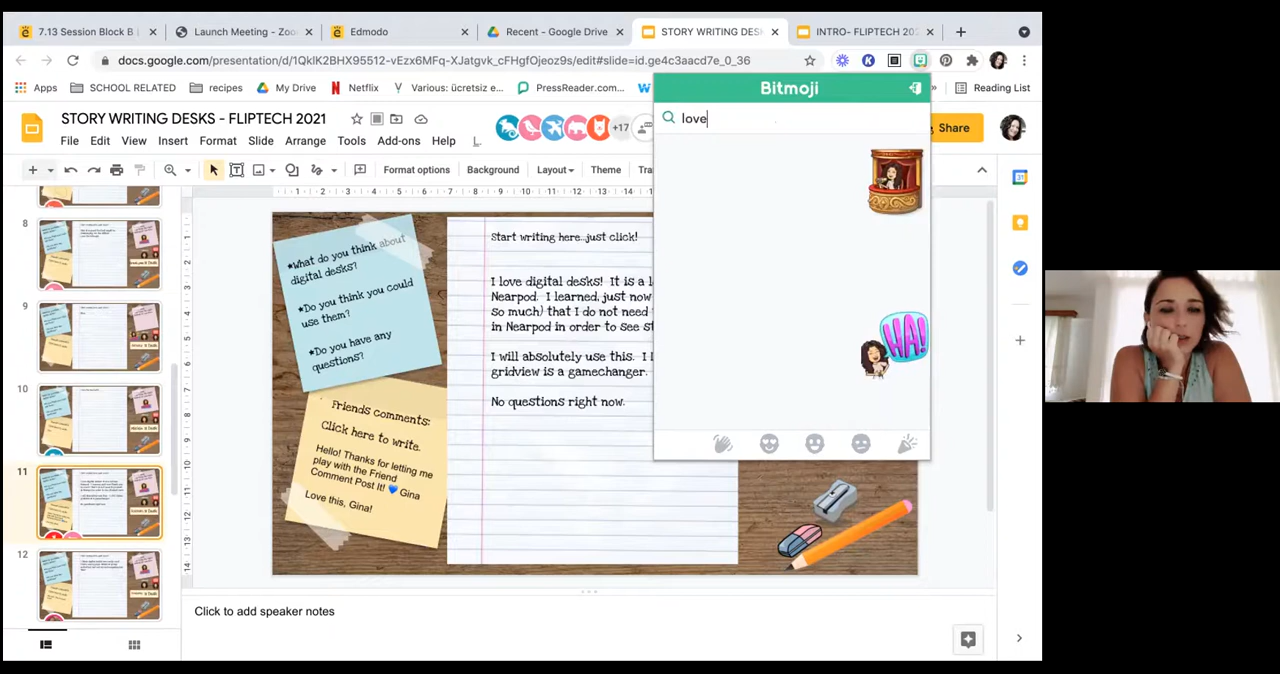 7.13 Session Block B
Launch Meeting - Zoo
Edmodo
Recent - Google Drive
STORY WRITING DES
INTRO- FLIPTECH 202
docs.google.com/presentation/d/1QklK2BHX95512-vEzx6MFq-XJatgvk_cFHgfOjeoz9s/edit#slide=id.ge4c3aacd7e_0_36
Apps
SCHOOL RELATED
recipes
My Drive
Netflix
Various: ücretsiz e...
PressReader.com...
Reading List
Bitmoji
love
STORY WRITING DESKS - FLIPTECH 2021
+17
Share
File Edit View Insert Format Slide Arrange Tools Add-ons Help
Format options
Background
Layout
Theme
Tra
8
9
10
11
12
*What do you think about
digital desks?
*Do you think you could
use them?
*Do you have any
questions?
Friends comments:
Click here to write.
Hello! Thanks for letting me
play with the Friend
Comment Post It! 💙 Gina
Love this, Gina!
Start writing here...just click!
I love digital desks! It is a l
Nearpod. I learned, just now
so much) that I do not need
in Nearpod in order to see st
I will absolutely use this. I l
gridview is a gamechanger.
No questions right now.
HA!
Click to add speaker notes